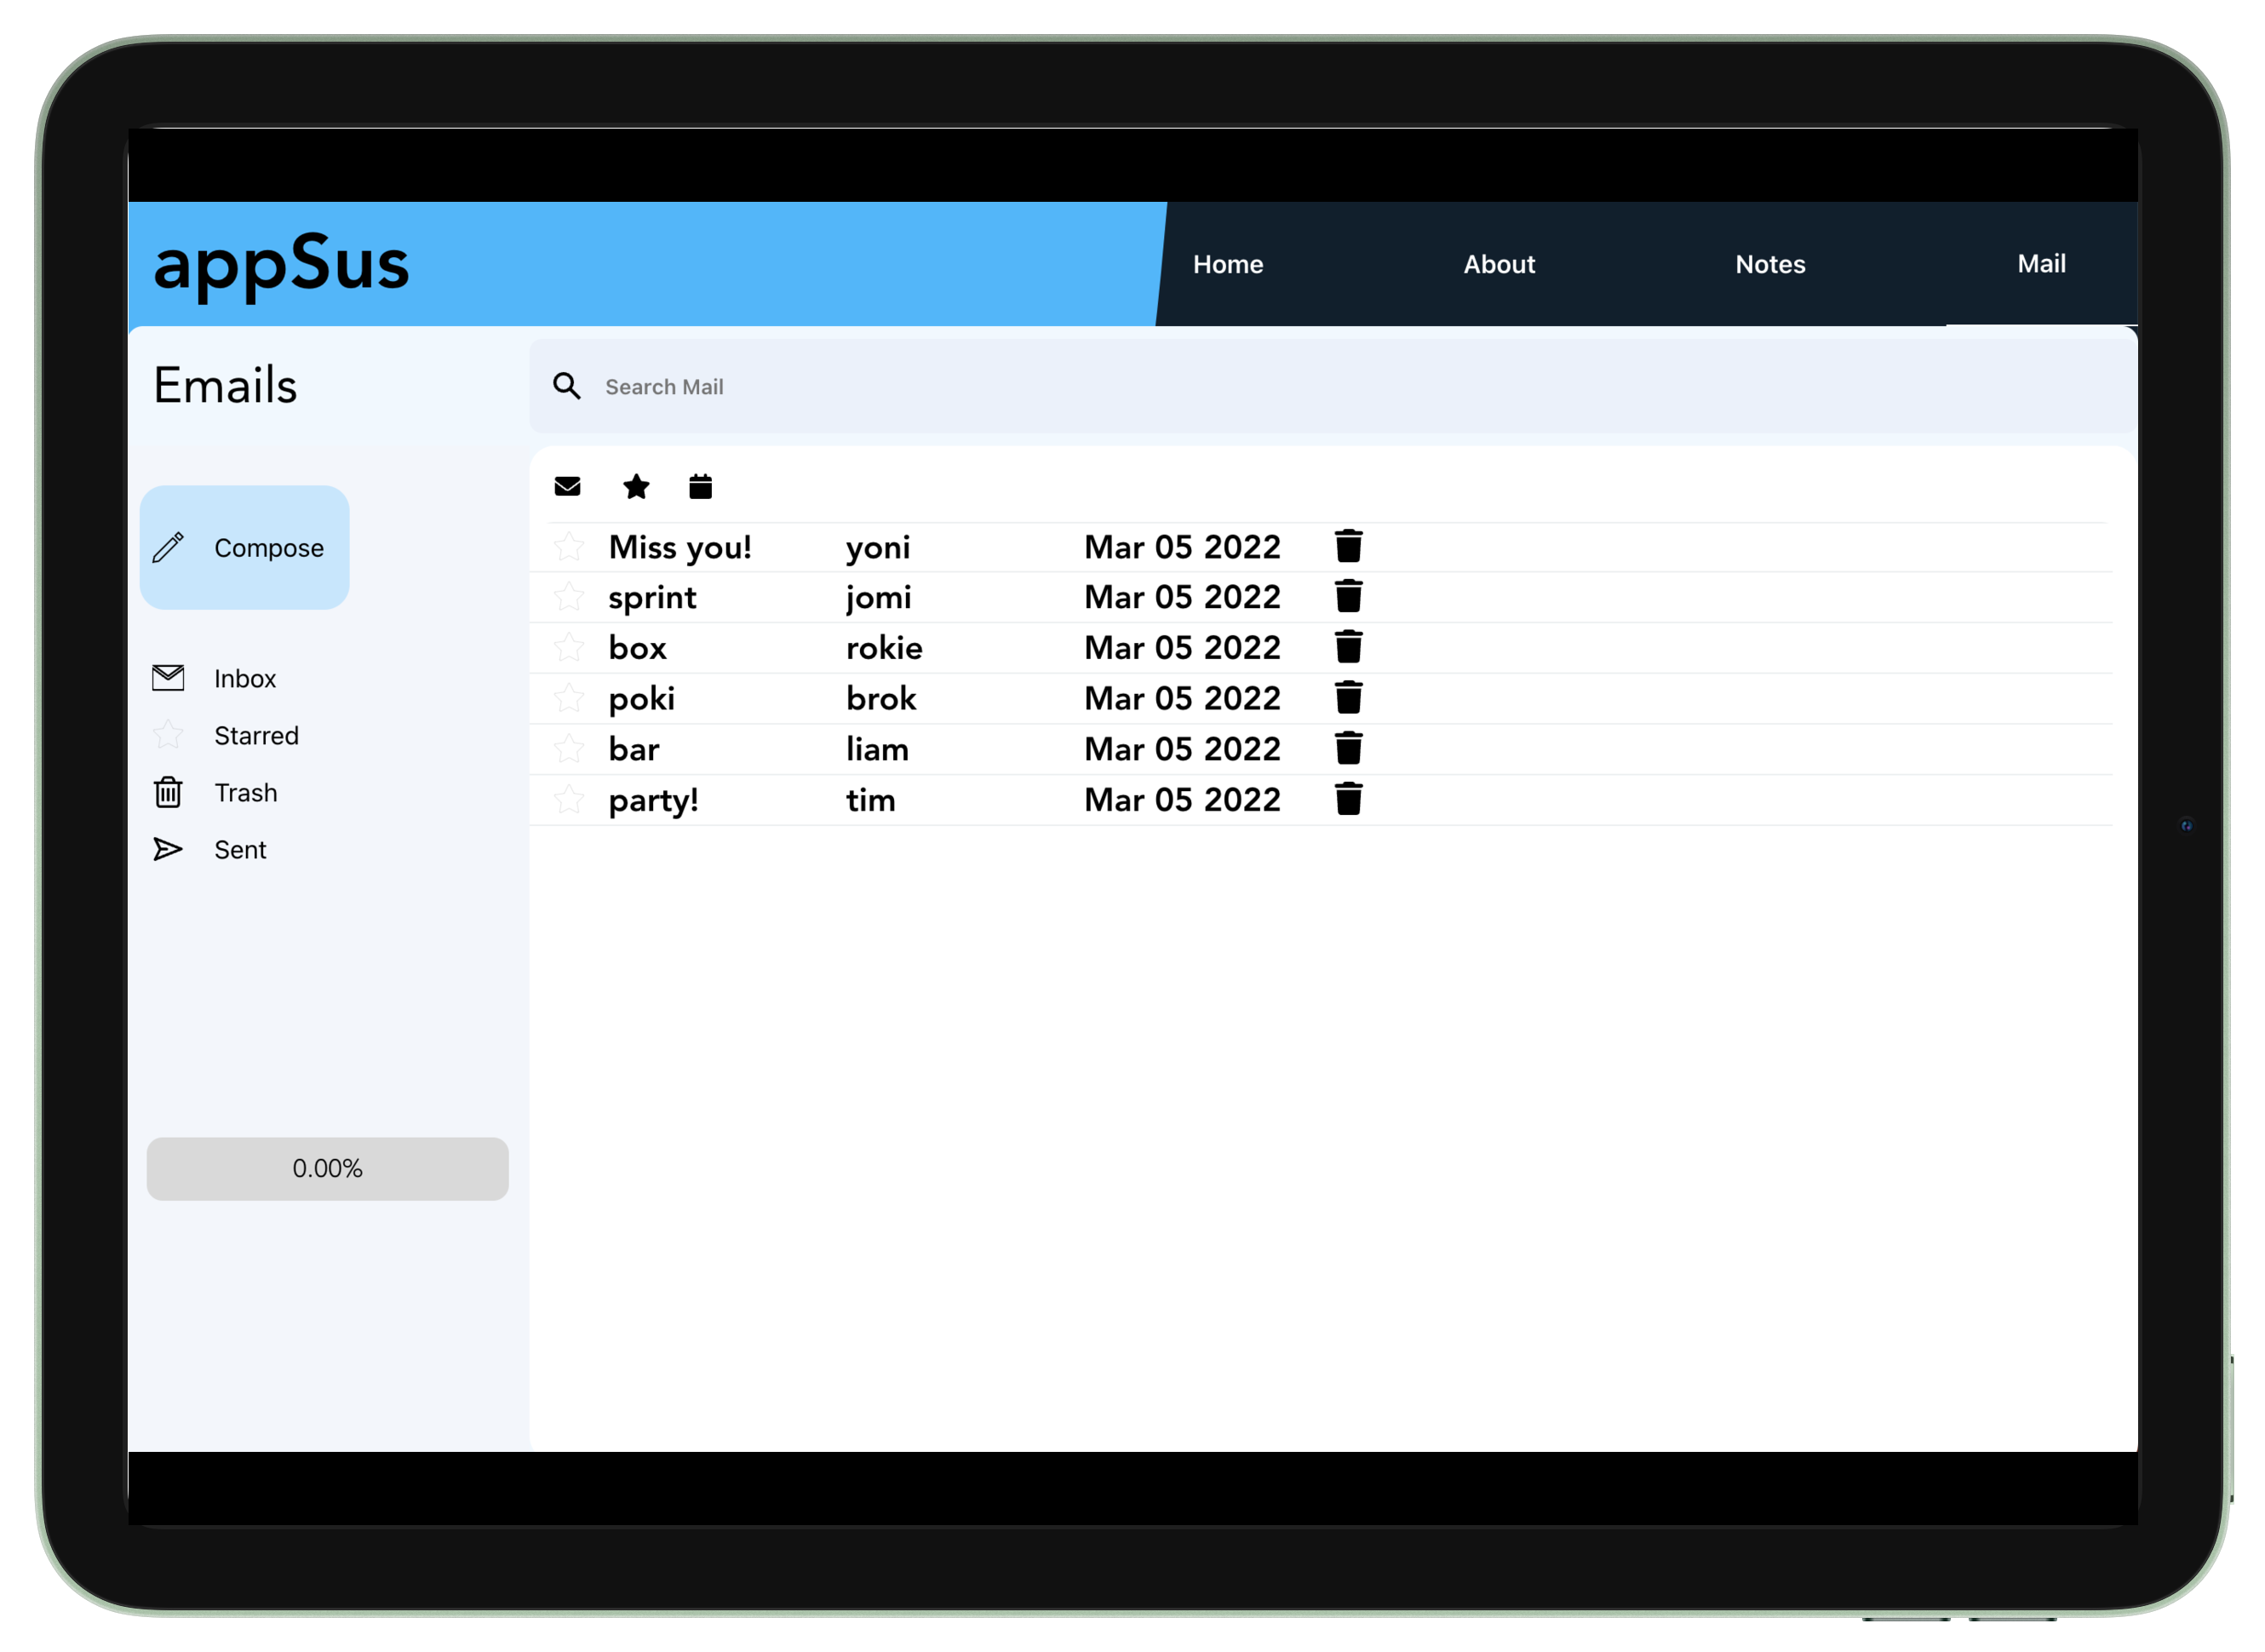 appSus
Home About Notes Mail
Emails
Search Mail
Compose
Inbox
Starred
Trash
Sent
0.00%
Miss you! yoni Mar 05 2022
sprint jomi Mar 05 2022
box rokie Mar 05 2022
poki brok Mar 05 2022
bar liam Mar 05 2022
party! tim Mar 05 2022